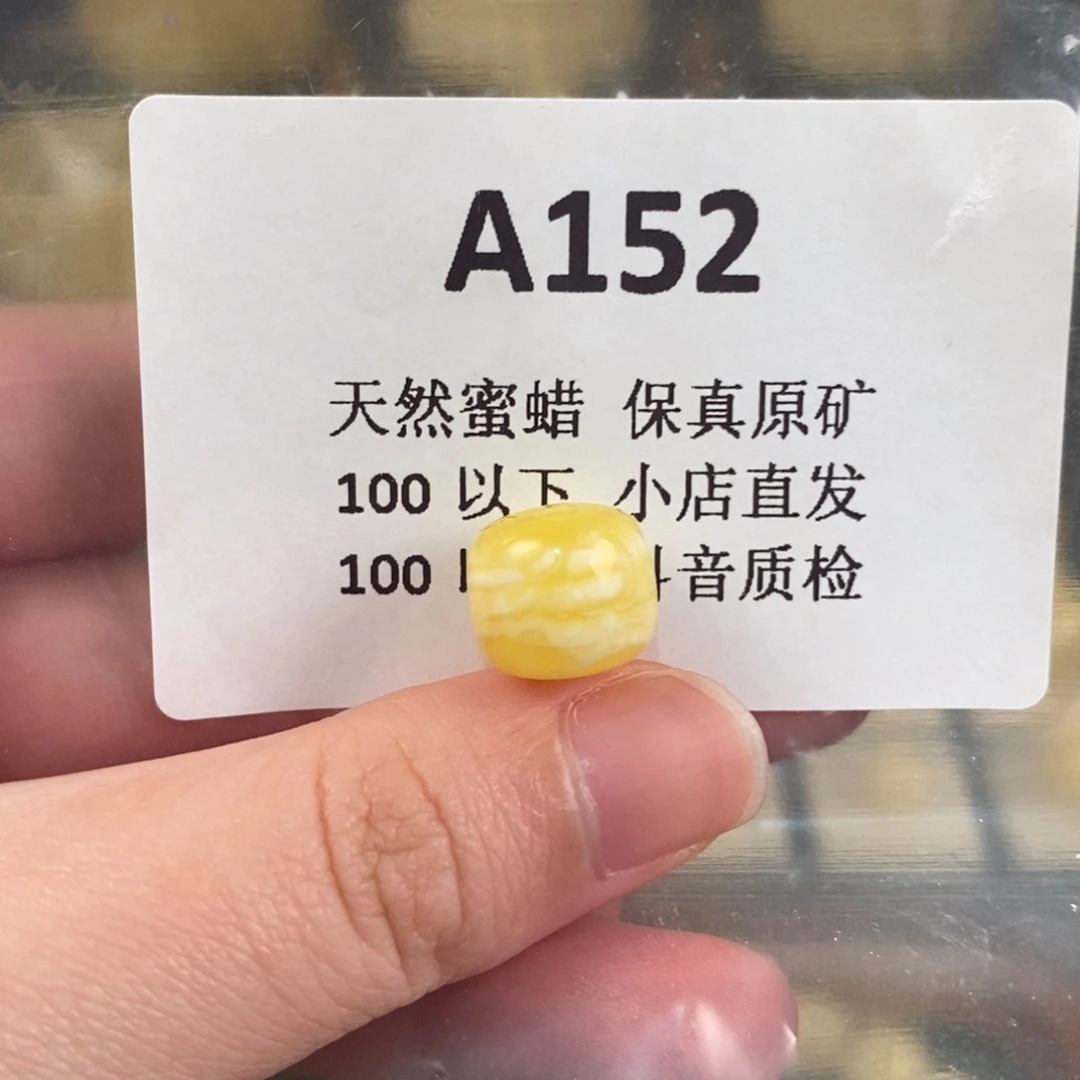 A152
天然蜜蜡 保真原矿
100 以下 小店直发
100 音质检